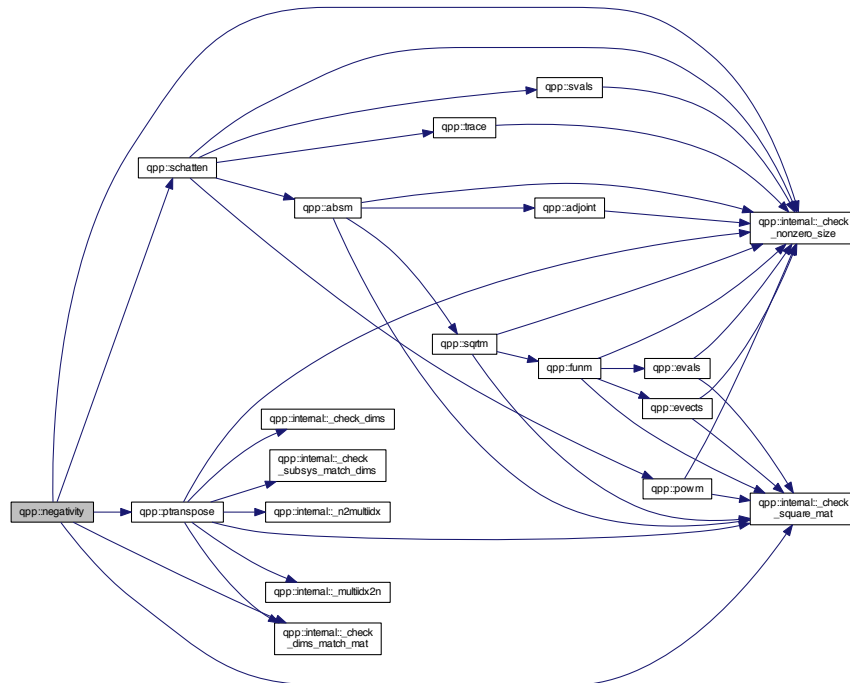 qpp::svals
qpp::trace
qpp::schatten
qpp::absm
qpp::adjoint
qpp::internal::_check
_nonzero_size
qpp::sqrtm
qpp::funm
qpp::evals
qpp::evects
qpp::internal::_check_dims
qpp::internal::_check
_subsys_match_dims
qpp::powm
qpp::negativity
qpp::ptranspose
qpp::internal::_n2multiidx
qpp::internal::_check
_square_mat
qpp::internal::_multiidx2n
qpp::internal::_check
_dims_match_mat